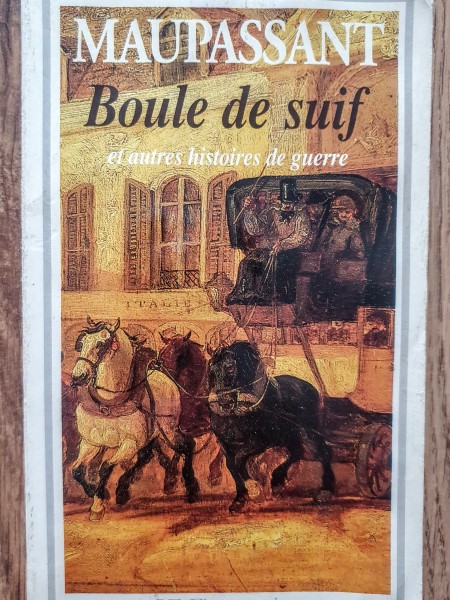 MAUPASSANT
Boule de suif
et autres histoires de guerre
ITALIE